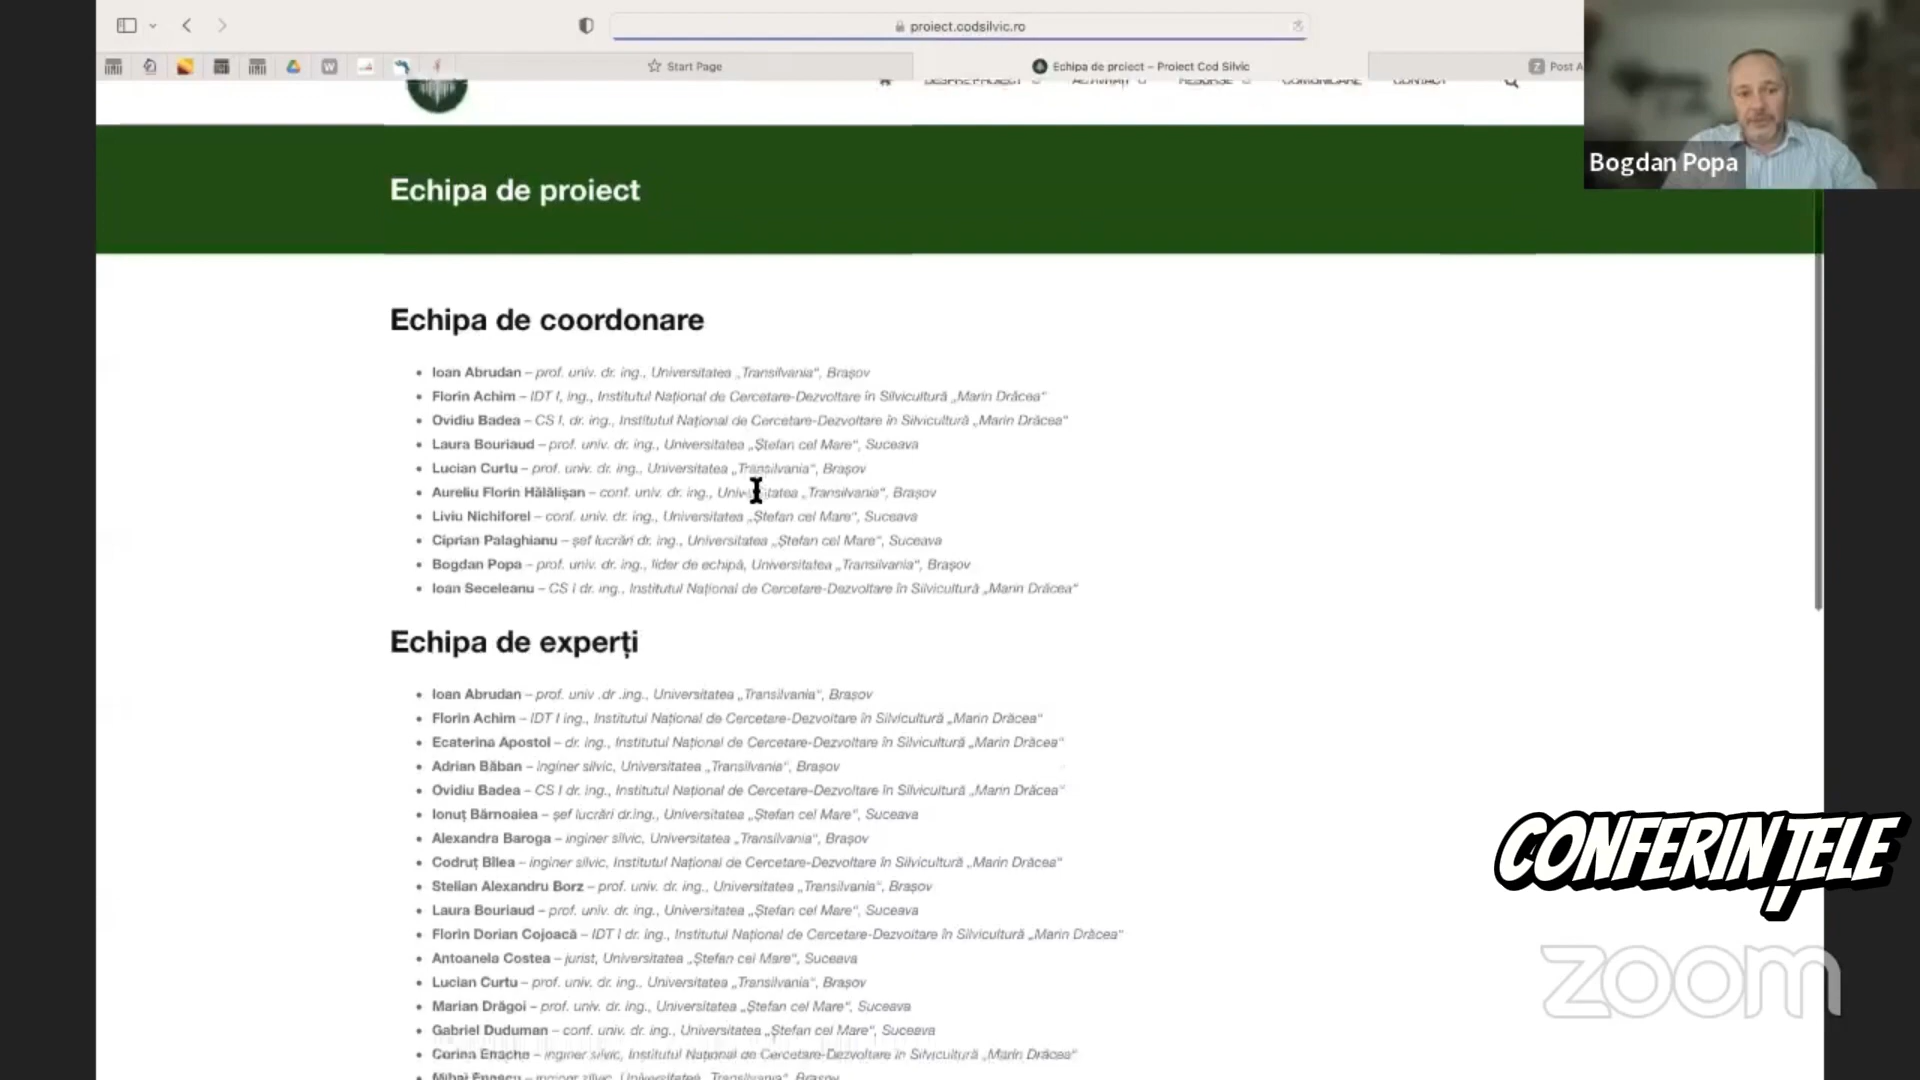 proiect.codsilvic.ro
Start Page
Echipa de proiect – Proiect Cod Silvic
Post A
DESPRE PROIECT
ACTIVITĂȚI
RESURSE
COMUNICARE
CONTACT
Bogdan Popa
Echipa de proiect
Echipa de coordonare
• Ioan Abrudan – prof. univ. dr. ing., Universitatea „Transilvania“, Brașov
• Florin Achim – IDT I, ing., Institutul Național de Cercetare-Dezvoltare în Silvicultură „Marin Drăcea“
• Ovidiu Badea – CS I, dr. ing., Institutul Național de Cercetare-Dezvoltare în Silvicultură „Marin Drăcea“
• Laura Bouriaud – prof. univ. dr. ing., Universitatea „Ștefan cel Mare“, Suceava
• Lucian Curtu – prof. univ. dr. ing., Universitatea „Transilvania“, Brașov
• Aureliu Florin Hălălișan – conf. univ. dr. ing., Universitatea „Transilvania“, Brașov
• Liviu Nichiforel – conf. univ. dr. ing., Universitatea „Ștefan cel Mare“, Suceava
• Ciprian Palaghianu – șef lucrări dr. ing., Universitatea „Ștefan cel Mare“, Suceava
• Bogdan Popa – prof. univ. dr. ing., lider de echipă, Universitatea „Transilvania“, Brașov
• Ioan Seceleanu – CS I dr. ing., Institutul Național de Cercetare-Dezvoltare în Silvicultură „Marin Drăcea“
Echipa de experți
• Ioan Abrudan – prof. univ .dr .ing., Universitatea „Transilvania“, Brașov
• Florin Achim – IDT I ing., Institutul Național de Cercetare-Dezvoltare în Silvicultură „Marin Drăcea“
• Ecaterina Apostol – dr. ing., Institutul Național de Cercetare-Dezvoltare în Silvicultură „Marin Drăcea“
• Adrian Băban – inginer silvic, Universitatea „Transilvania“, Brașov
• Ovidiu Badea – CS I dr. ing., Institutul Național de Cercetare-Dezvoltare în Silvicultură „Marin Drăcea“
• Ionuț Bărnoaiea – șef lucrări dr.ing., Universitatea „Ștefan cel Mare“, Suceava
• Alexandra Baroga – inginer silvic, Universitatea „Transilvania“, Brașov
• Codruț Bîlea – inginer silvic, Institutul Național de Cercetare-Dezvoltare în Silvicultură „Marin Drăcea“
• Stelian Alexandru Borz – prof. univ. dr. ing., Universitatea „Transilvania“, Brașov
• Laura Bouriaud – prof. univ. dr. ing., Universitatea „Ștefan cel Mare“, Suceava
• Florin Dorian Cojoacă – IDT I dr. ing., Institutul Național de Cercetare-Dezvoltare în Silvicultură „Marin Drăcea“
• Antoanela Costea – jurist, Universitatea „Ștefan cel Mare“, Suceava
• Lucian Curtu – prof. univ. dr. ing., Universitatea „Transilvania“, Brașov
• Marian Drăgoi – prof. univ. dr. ing., Universitatea „Ștefan cel Mare“, Suceava
• Gabriel Duduman – conf. univ. dr. ing., Universitatea „Ștefan cel Mare“, Suceava
• Corina Enache – inginer silvic, Institutul Național de Cercetare-Dezvoltare în Silvicultură „Marin Drăcea“
• Mihai Enescu – inginer silvic, Universitatea „Transilvania“, Brașov
CONFERINȚELE
zoom